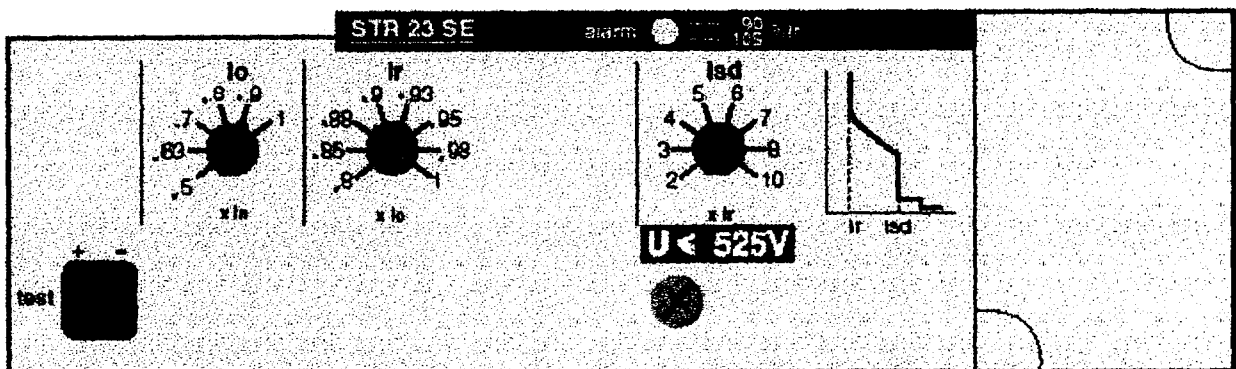 STR 23 SE
alarm
90
105
%Ir
Io
.5
.63
.7
.8
.9
1
x In
Ir
.8
.85
.88
.9
.93
.95
.98
1
x Io
Isd
2
3
4
5
6
7
8
10
x Ir
Ir Isd
U < 525V
+ -
test